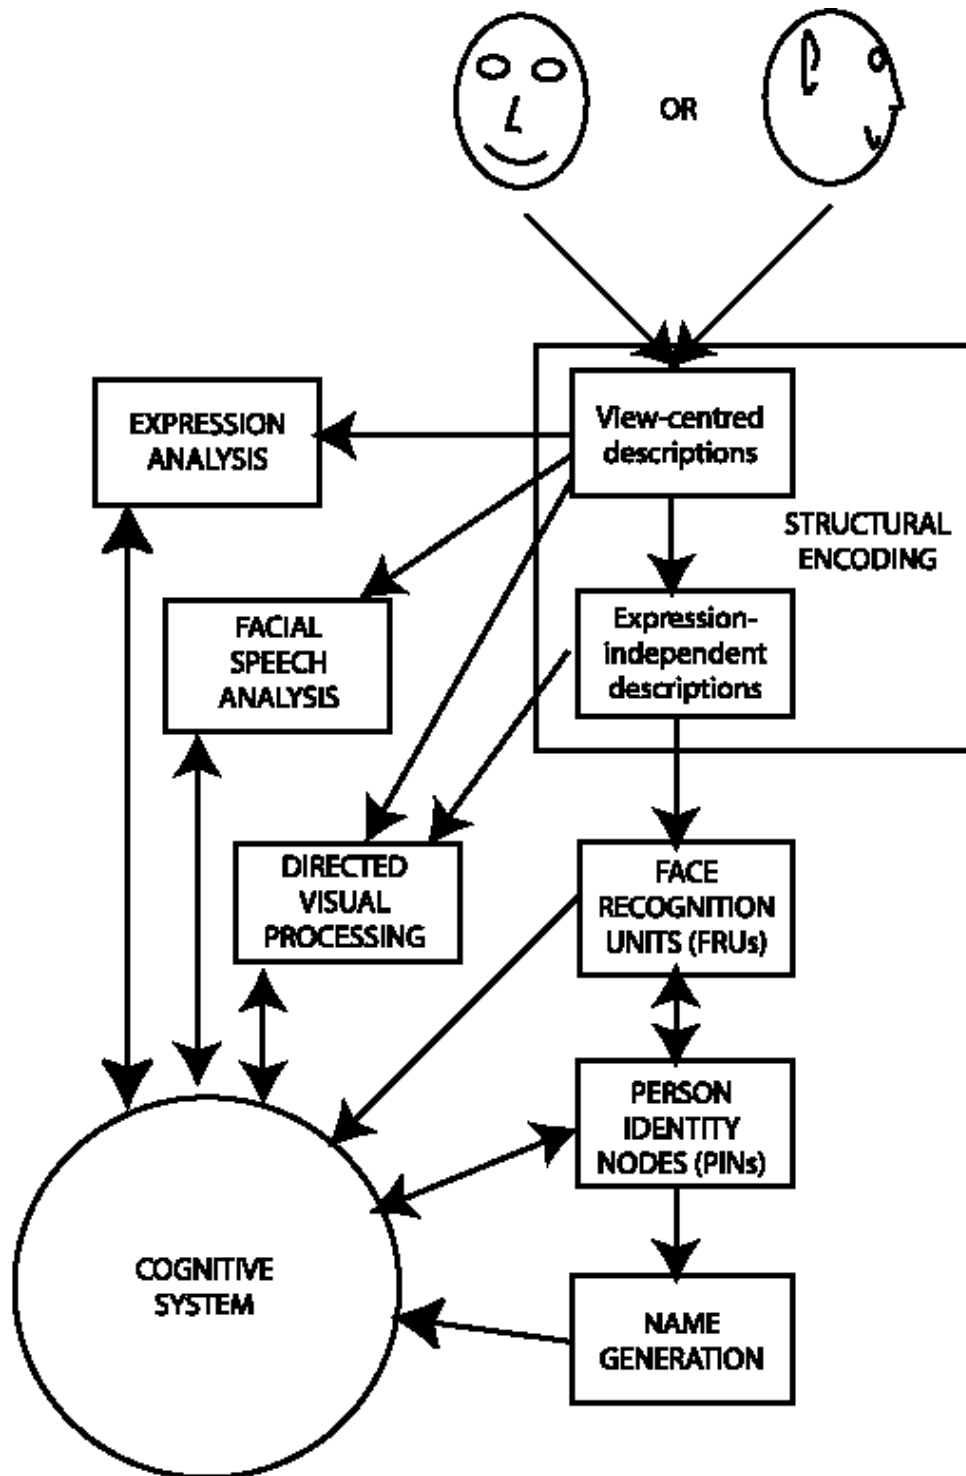 OR
View-centred
descriptions
EXPRESSION
ANALYSIS
STRUCTURAL
ENCODING
Expression-
independent
descriptions
FACIAL
SPEECH
ANALYSIS
DIRECTED
VISUAL
PROCESSING
FACE
RECOGNITION
UNITS (FRUs)
PERSON
IDENTITY
NODES (PINs)
COGNITIVE
SYSTEM
NAME
GENERATION